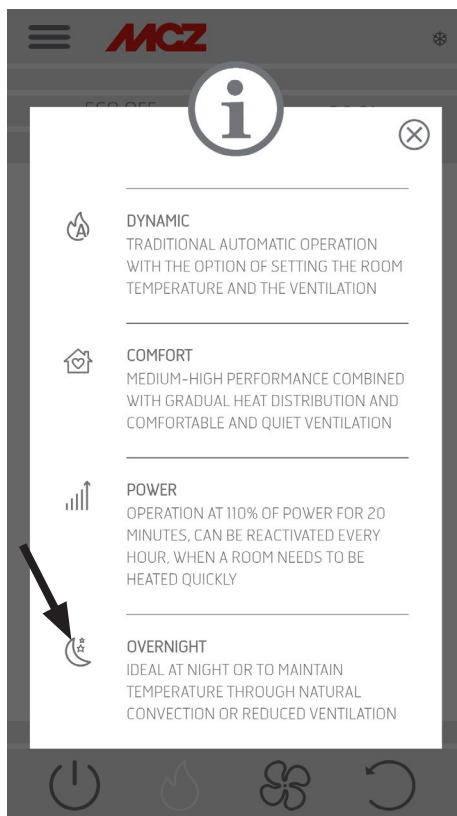 MCZ
DYNAMIC
TRADITIONAL AUTOMATIC OPERATION
WITH THE OPTION OF SETTING THE ROOM
TEMPERATURE AND THE VENTILATION
COMFORT
MEDIUM-HIGH PERFORMANCE COMBINED
WITH GRADUAL HEAT DISTRIBUTION AND
COMFORTABLE AND QUIET VENTILATION
POWER
OPERATION AT 110% OF POWER FOR 20
MINUTES, CAN BE REACTIVATED EVERY
HOUR, WHEN A ROOM NEEDS TO BE
HEATED QUICKLY
OVERNIGHT
IDEAL AT NIGHT OR TO MAINTAIN
TEMPERATURE THROUGH NATURAL
CONVECTION OR REDUCED VENTILATION